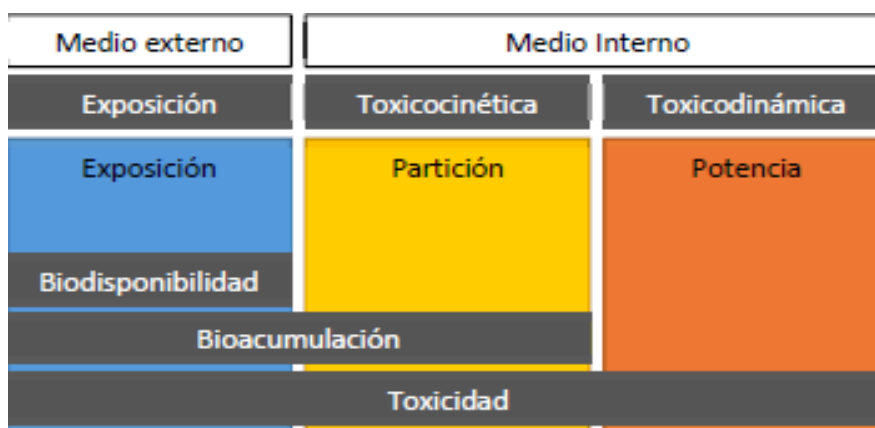 Medio externo
Medio Interno
Exposición
Toxicocinética
Toxicodinámica
Exposición
Partición
Potencia
Biodisponibilidad
Bioacumulación
Toxicidad